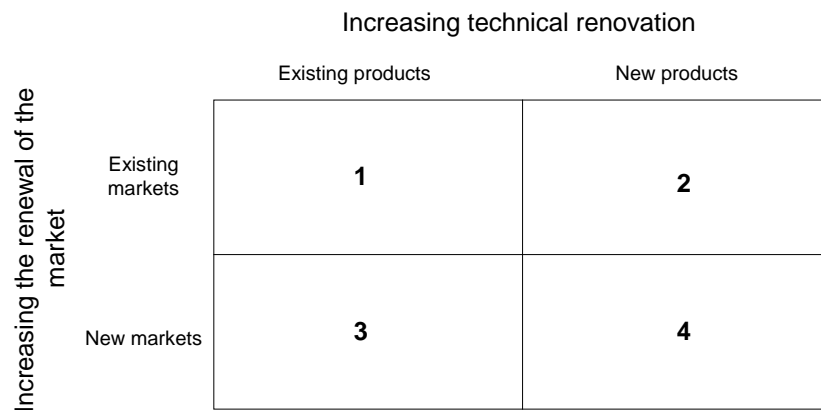 Increasing technical renovation
Existing products
New products
Increasing the renewal of the
market
Existing
markets
1
2
New markets
3
4